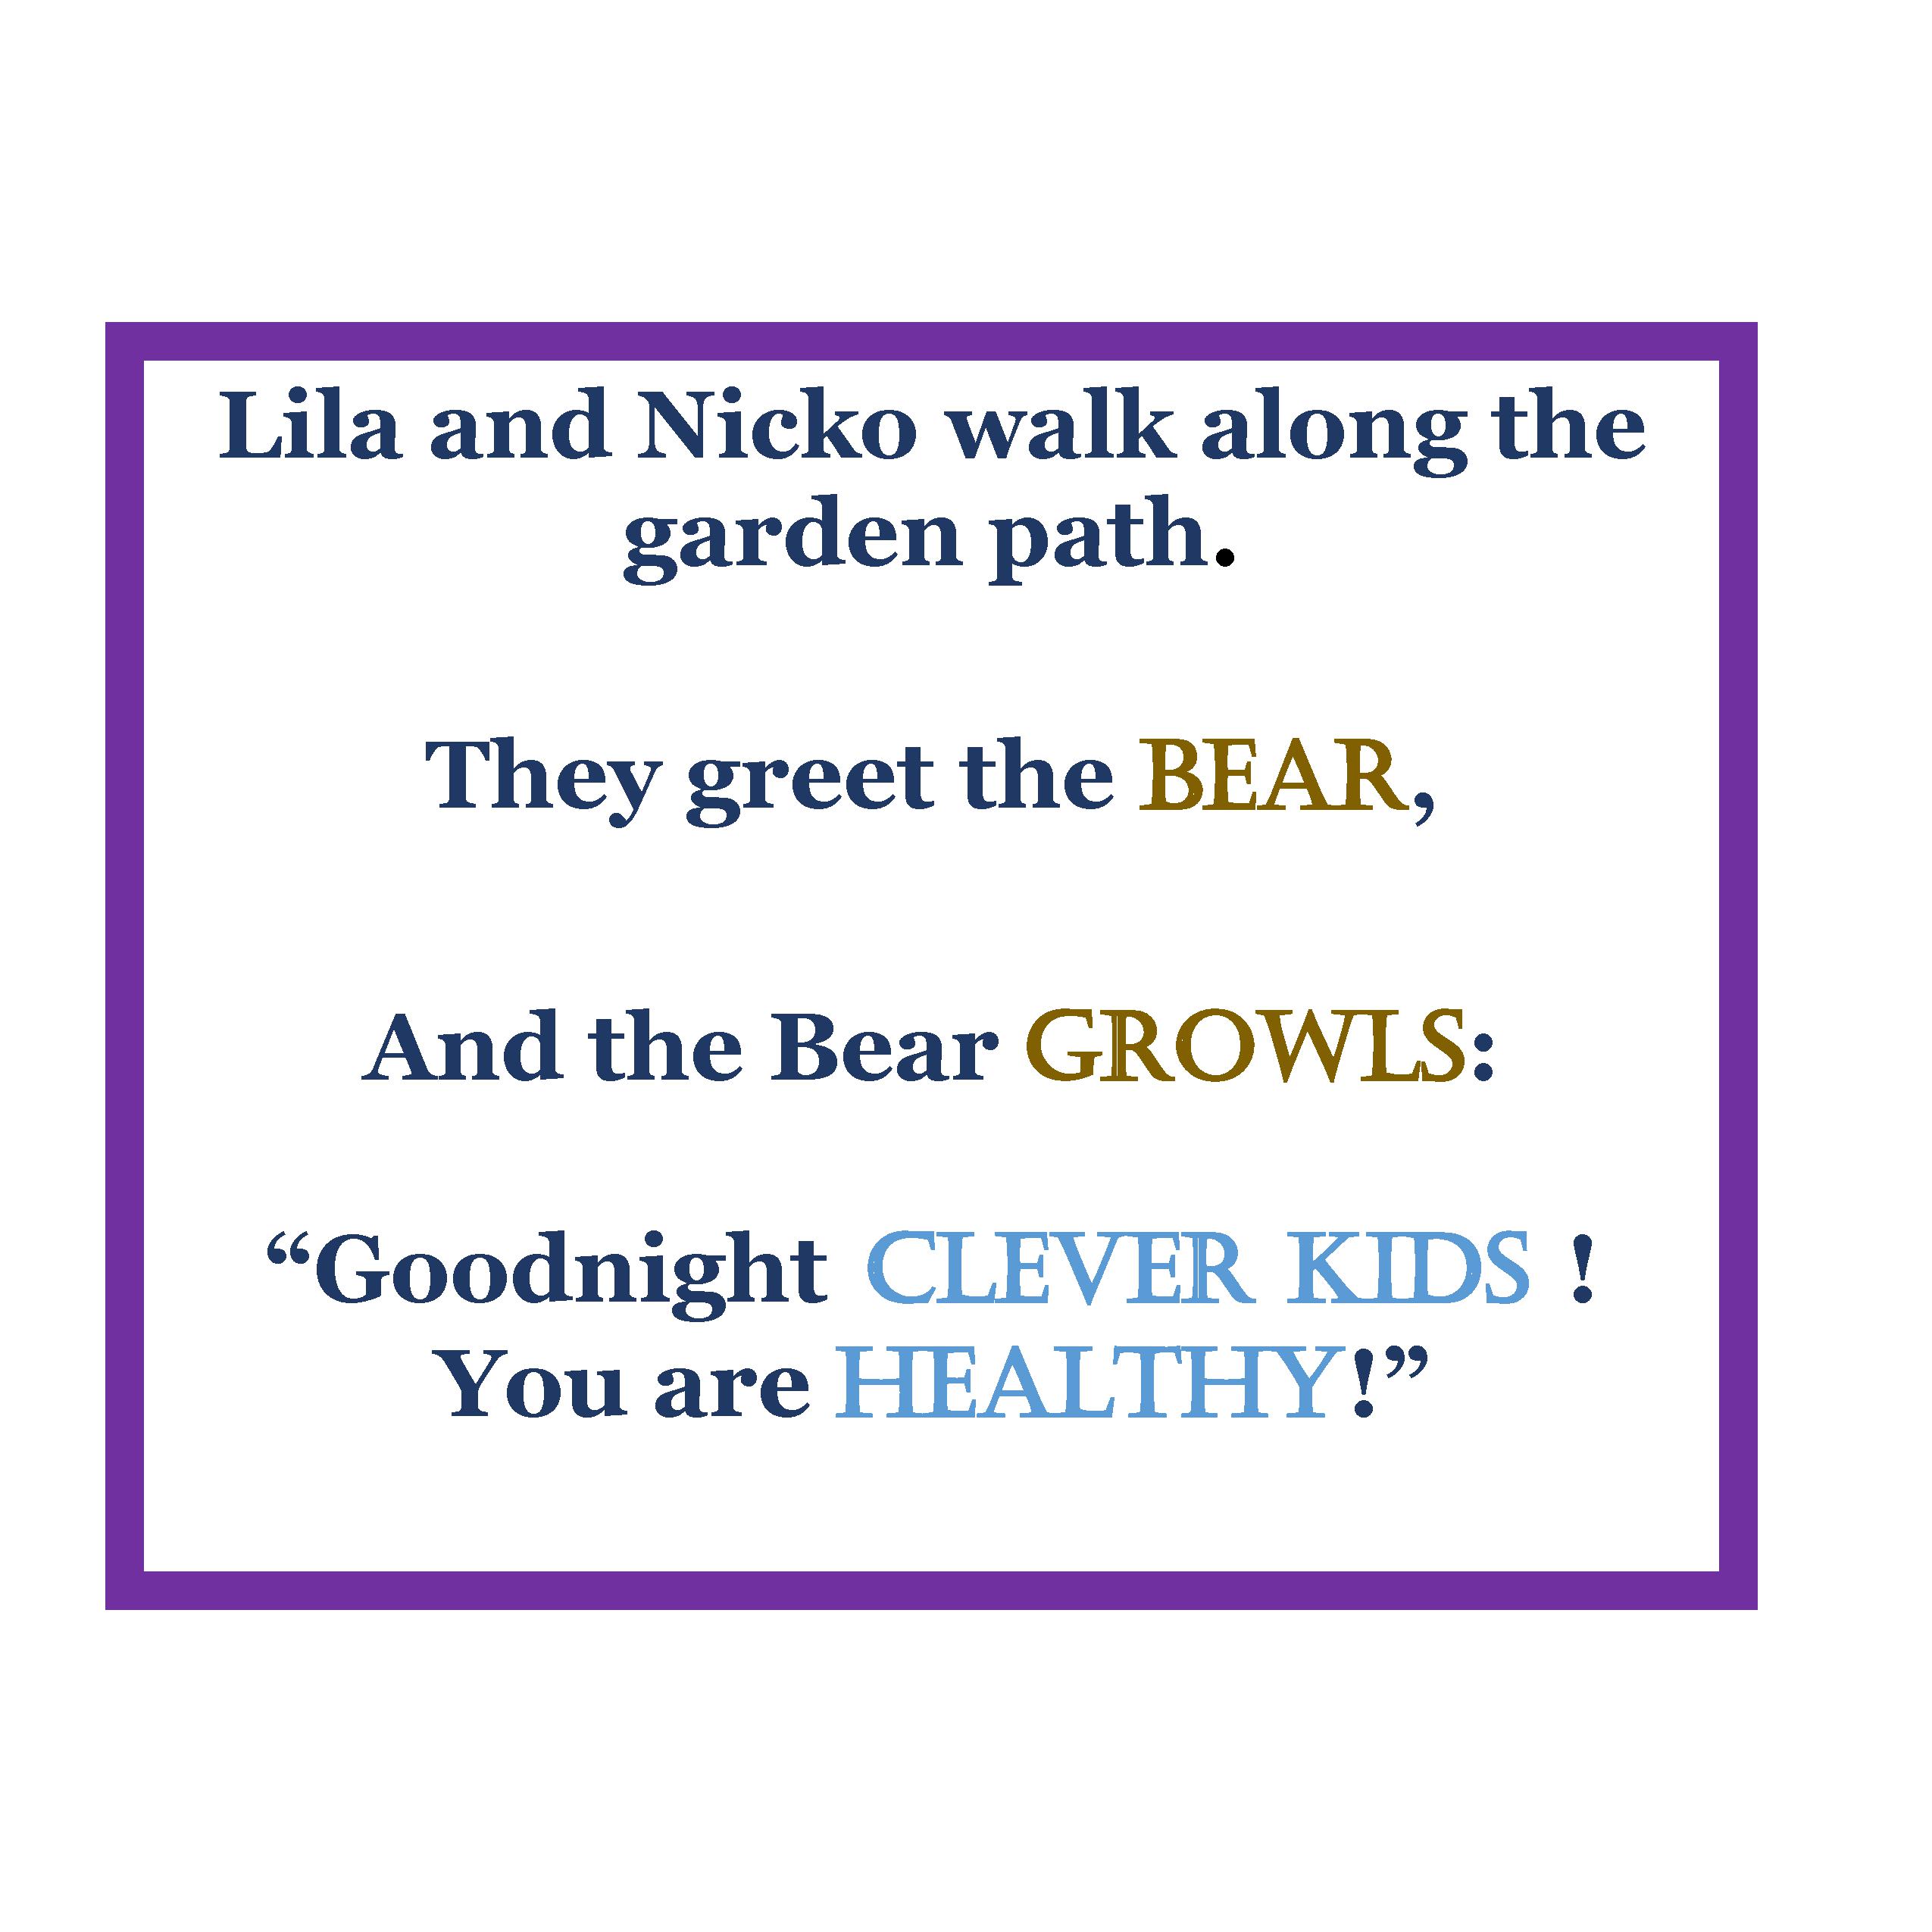 Lila and Nicko walk along the
garden path.
They greet the BEAR,
And the Bear GROWLS:
“Goodnight CLEVER KIDS !
You are HEALTHY!”